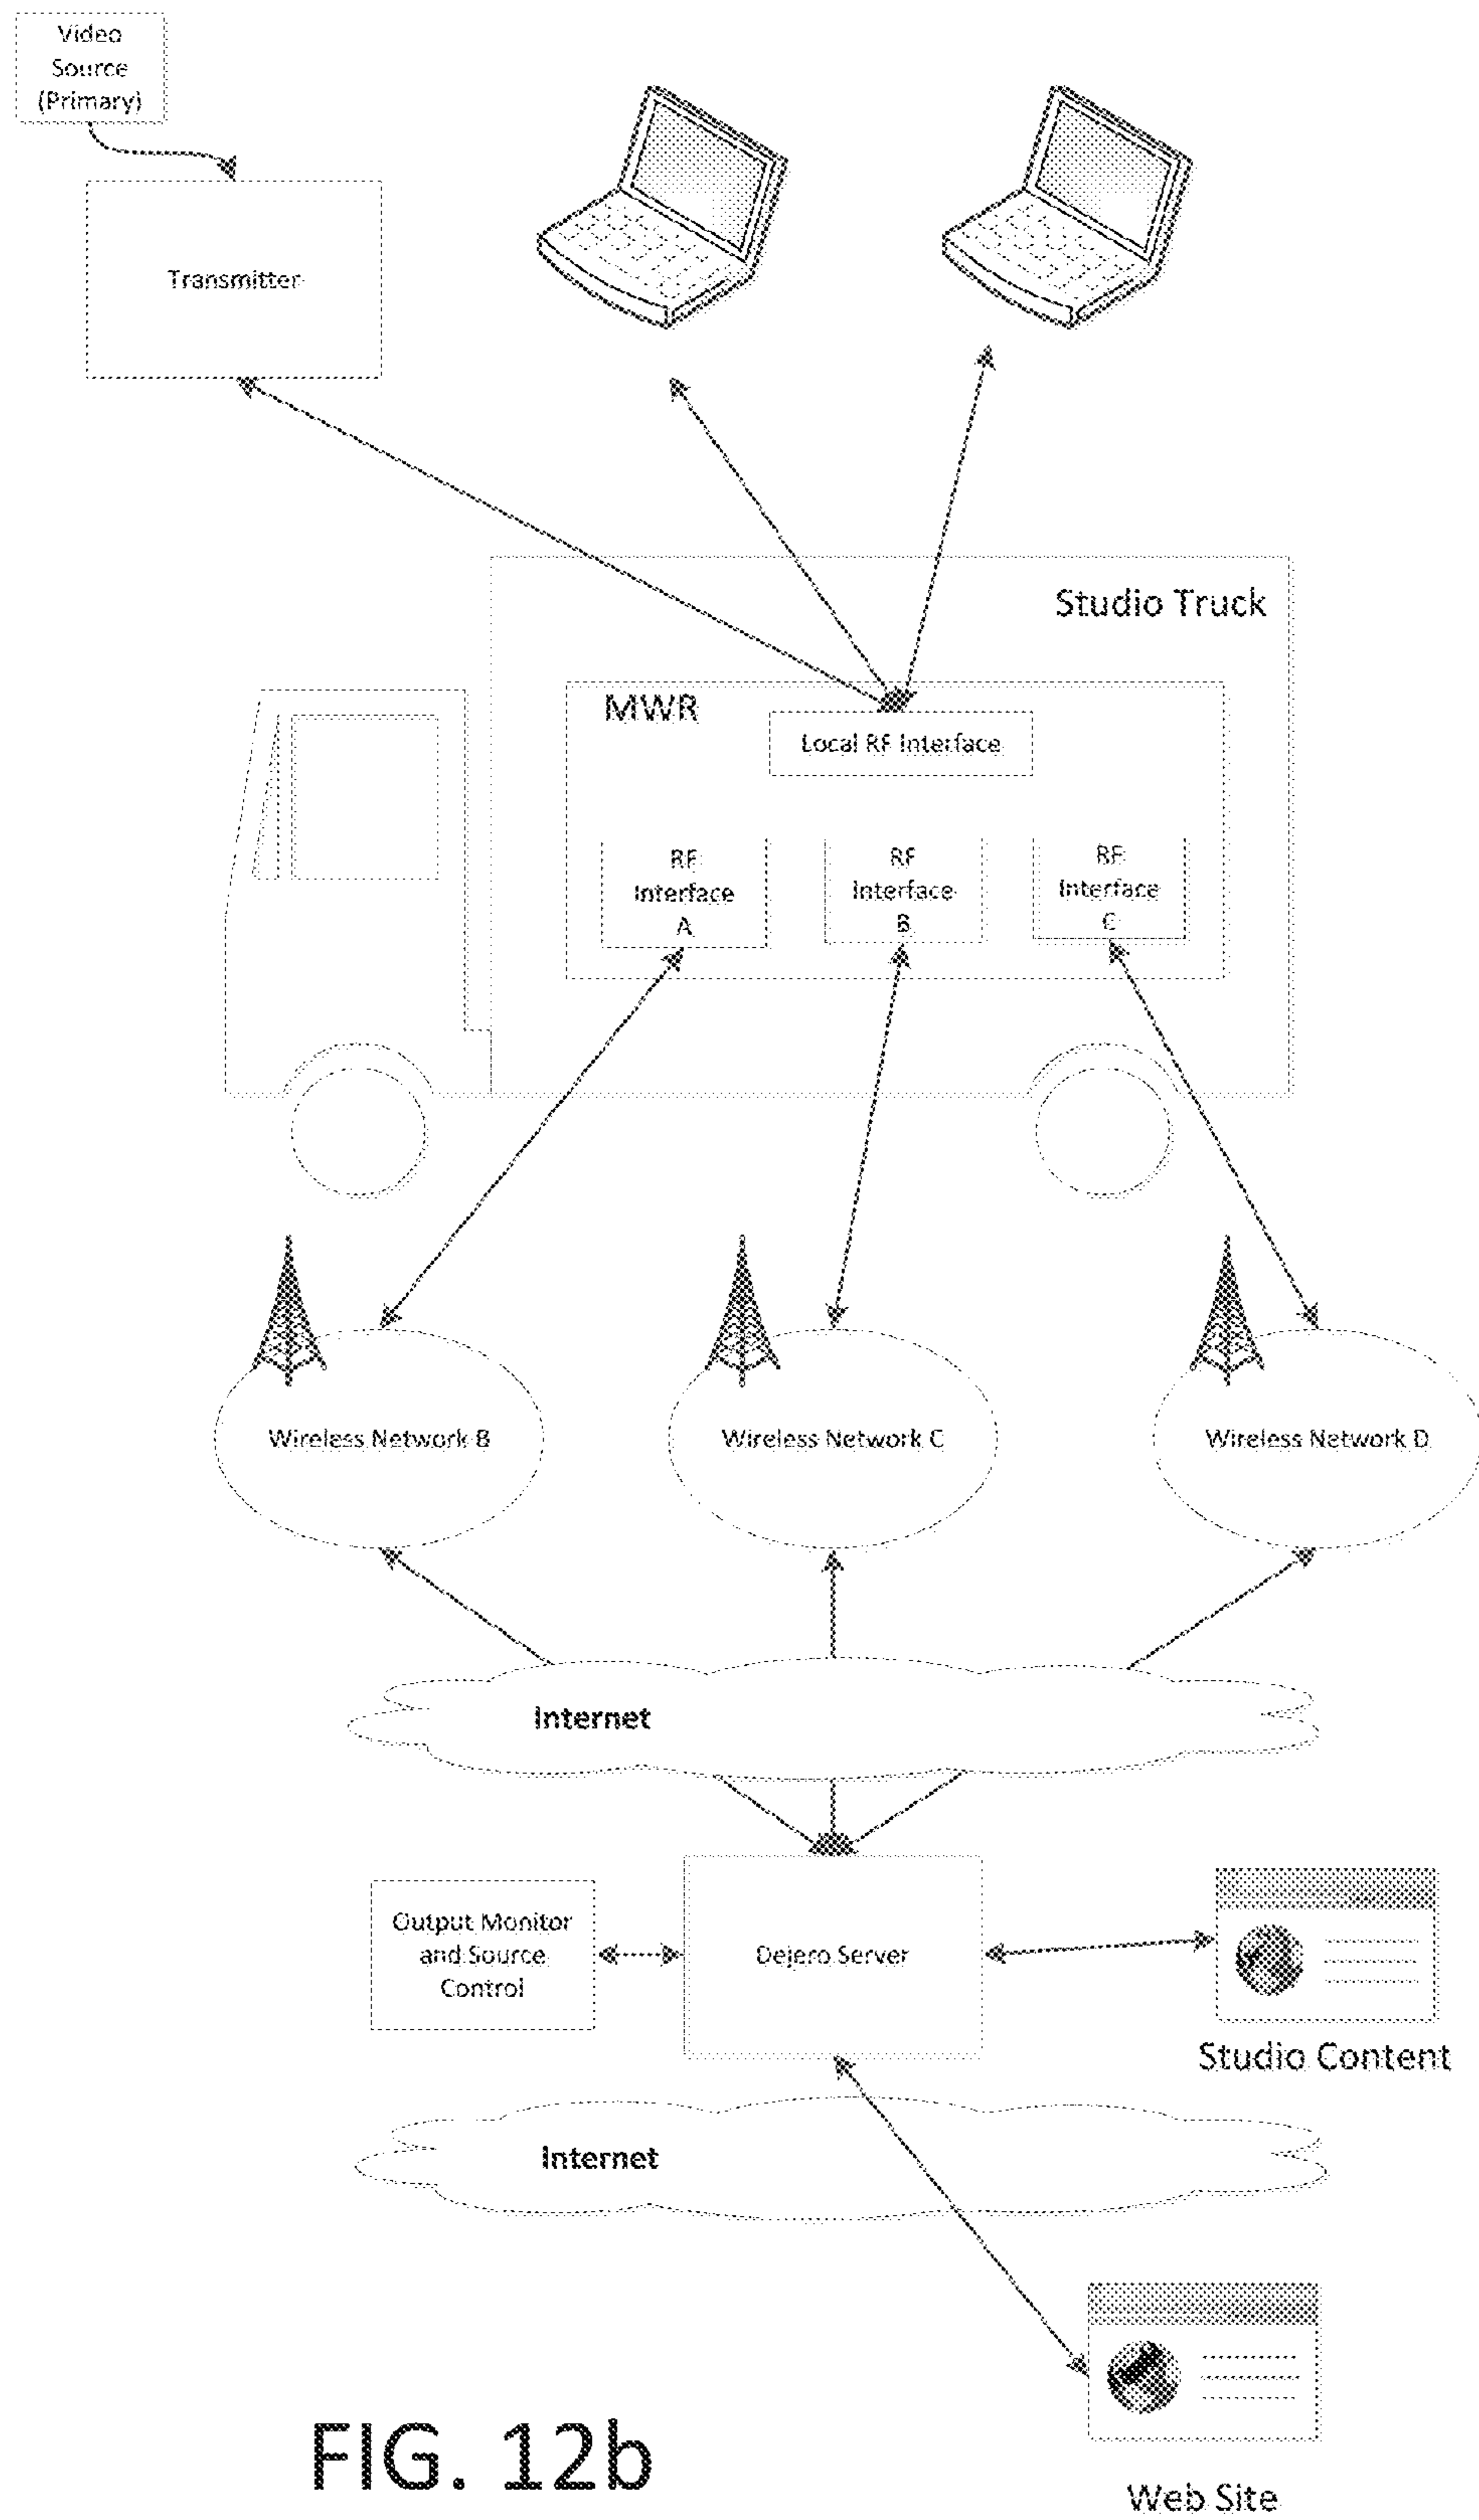 Video
Source
(Primary)
Transmitter
Studio Truck
MWR
Local RF Interface
RF
Interface
A
RF
Interface
B
RF
Interface
C
Wireless Network B
Wireless Network C
Wireless Network D
Internet
Output Monitor
and Source
Control
Dejero Server
Studio Content
Internet
FIG. 12b
Web Site